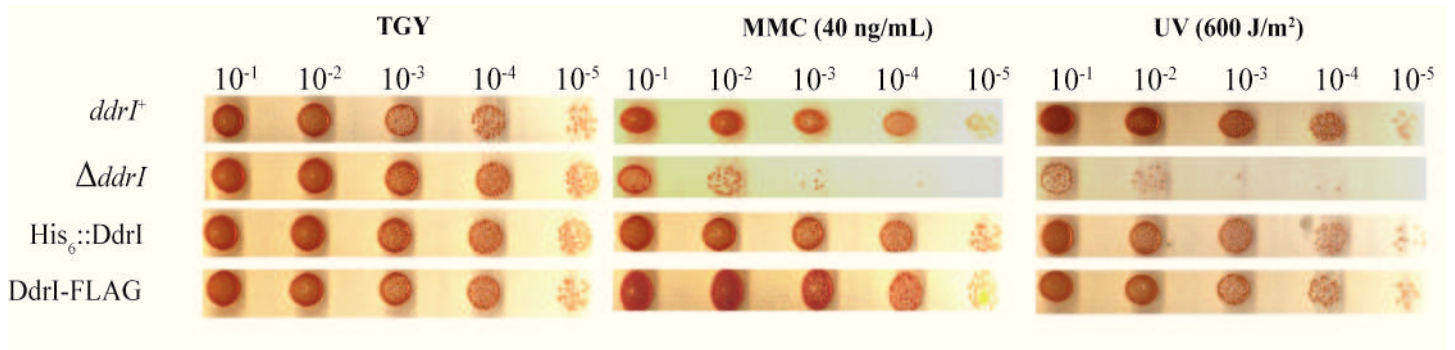 TGY MMC (40 ng/mL) UV (600 J/m²)
10⁻¹ 10⁻² 10⁻³ 10⁻⁴ 10⁻⁵ 10⁻¹ 10⁻² 10⁻³ 10⁻⁴ 10⁻⁵ 10⁻¹ 10⁻² 10⁻³ 10⁻⁴ 10⁻⁵
ddrI⁺
ΔddrI
His₆::DdrI
DdrI-FLAG